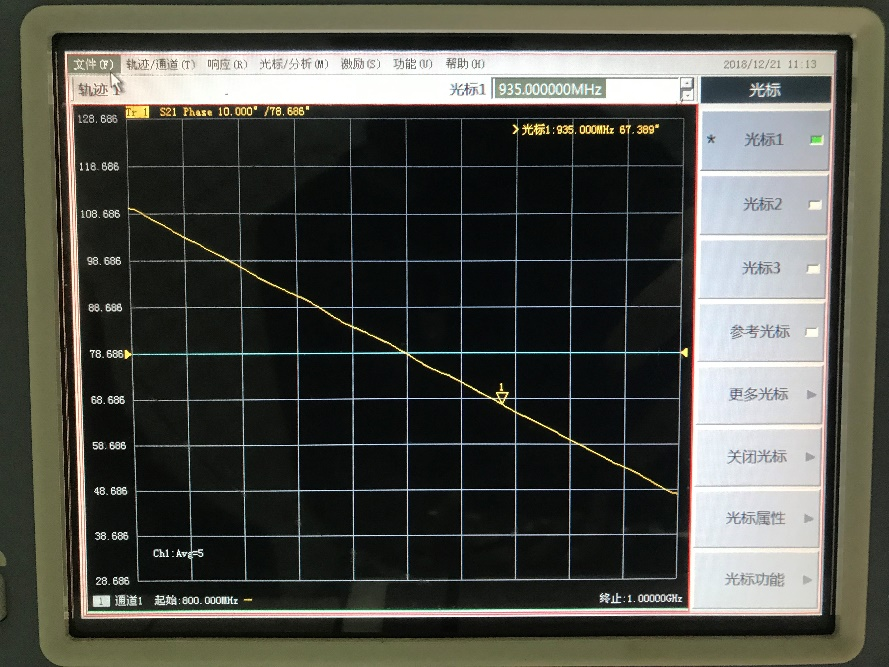 文件(F) 轨迹/通道(T) 响应(R) 光标/分析(M) 激励(S) 功能(U) 帮助(H) 2018/12/21 11:13
轨迹 1 光标1 935.000000MHz 光标
Tr 1 S21 Phase 10.000° /78.686°
>光标1:935.000MHz 67.389°
128.686
118.686
108.686
98.686
88.686
78.686
68.686
58.686
48.686
38.686
28.686
1
Ch1:Avg=5
1 通道1 起始:800.000MHz 终止:1.00000GHz
* 光标1
光标2
光标3
参考光标
更多光标
关闭光标
光标属性
光标功能